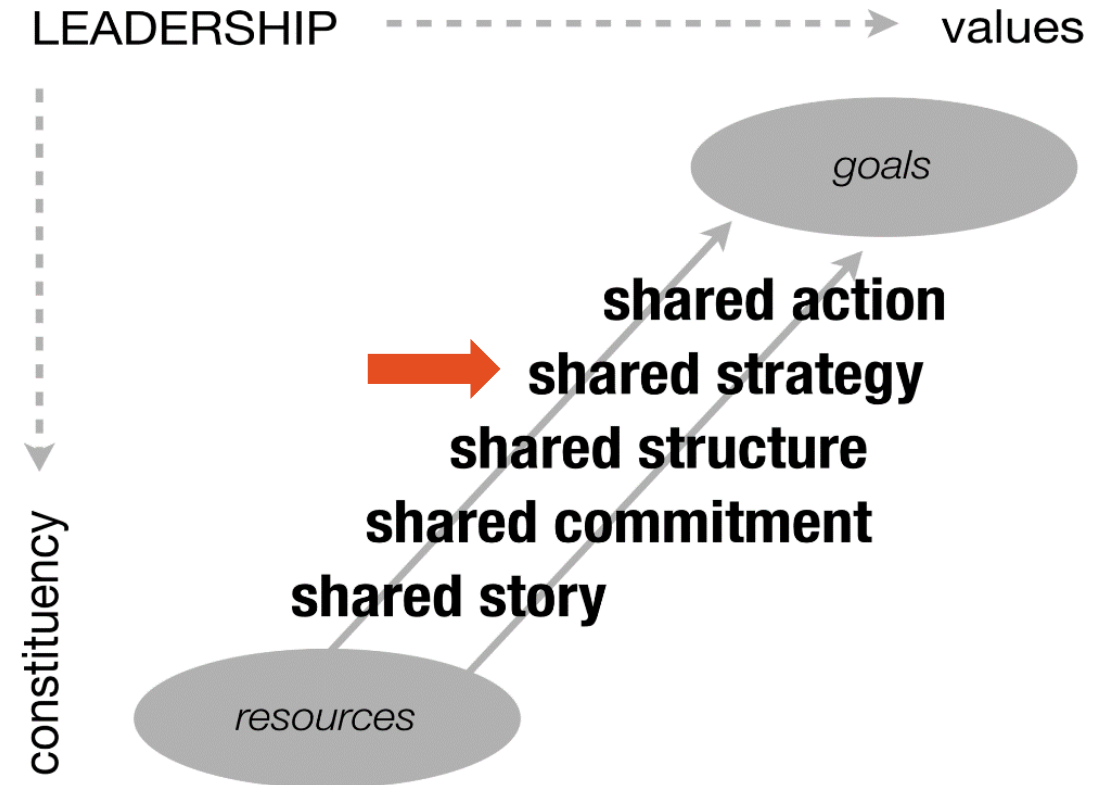 LEADERSHIP
values
goals
shared action
shared strategy
shared structure
shared commitment
shared story
constituency
resources